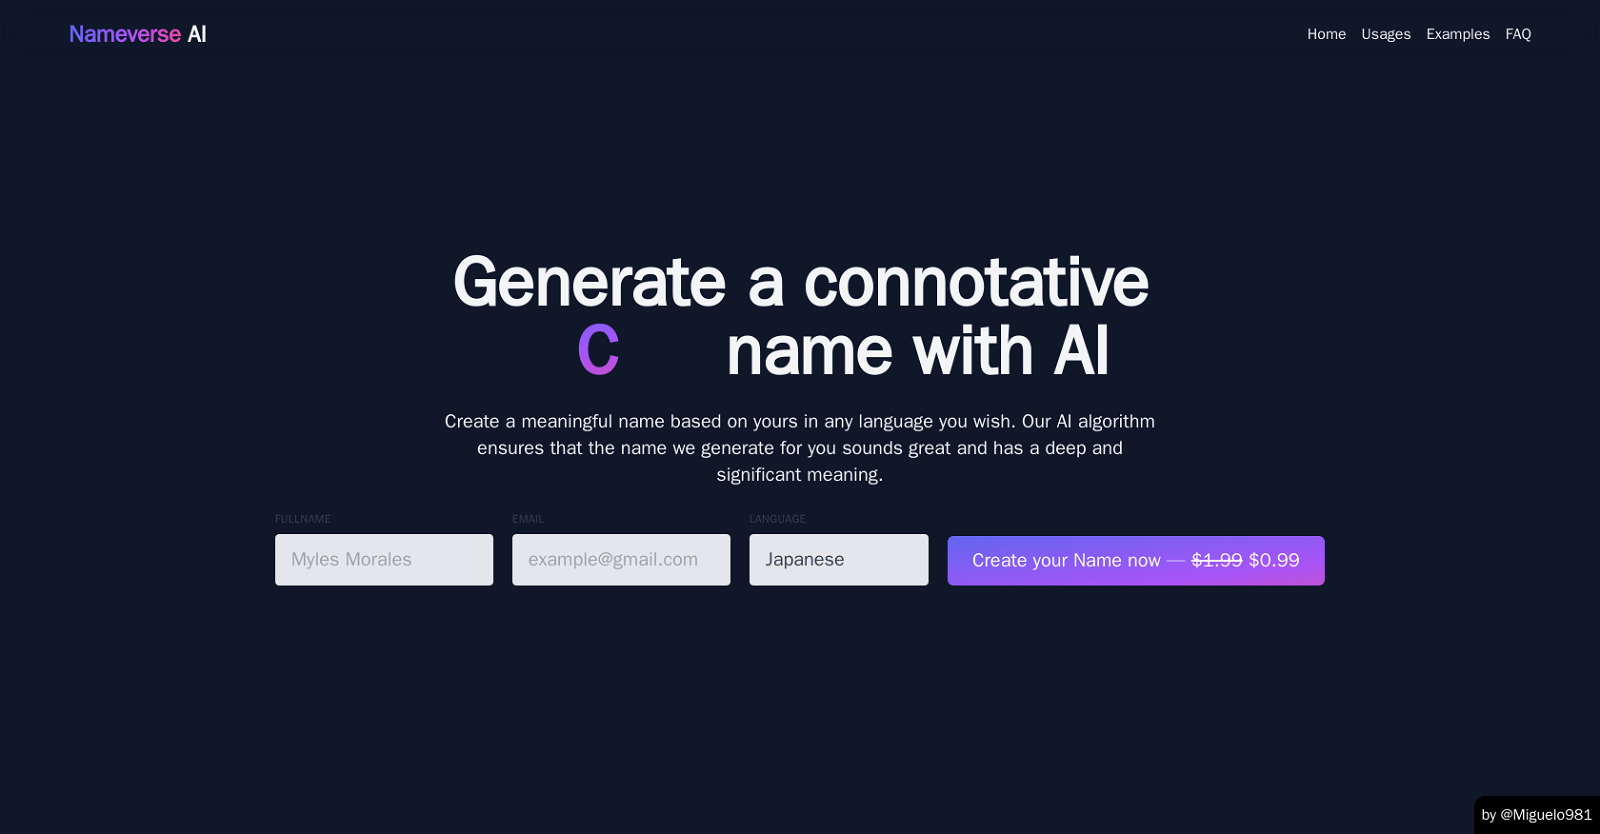 Nameverse AI
Home Usages Examples FAQ
Generate a connotative
C name with AI
Create a meaningful name based on yours in any language you wish. Our AI algorithm
ensures that the name we generate for you sounds great and has a deep and
significant meaning.
FULLNAME EMAIL LANGUAGE
Myles Morales example@gmail.com Japanese Create your Name now — $1.99 $0.99
by @Miguelo981